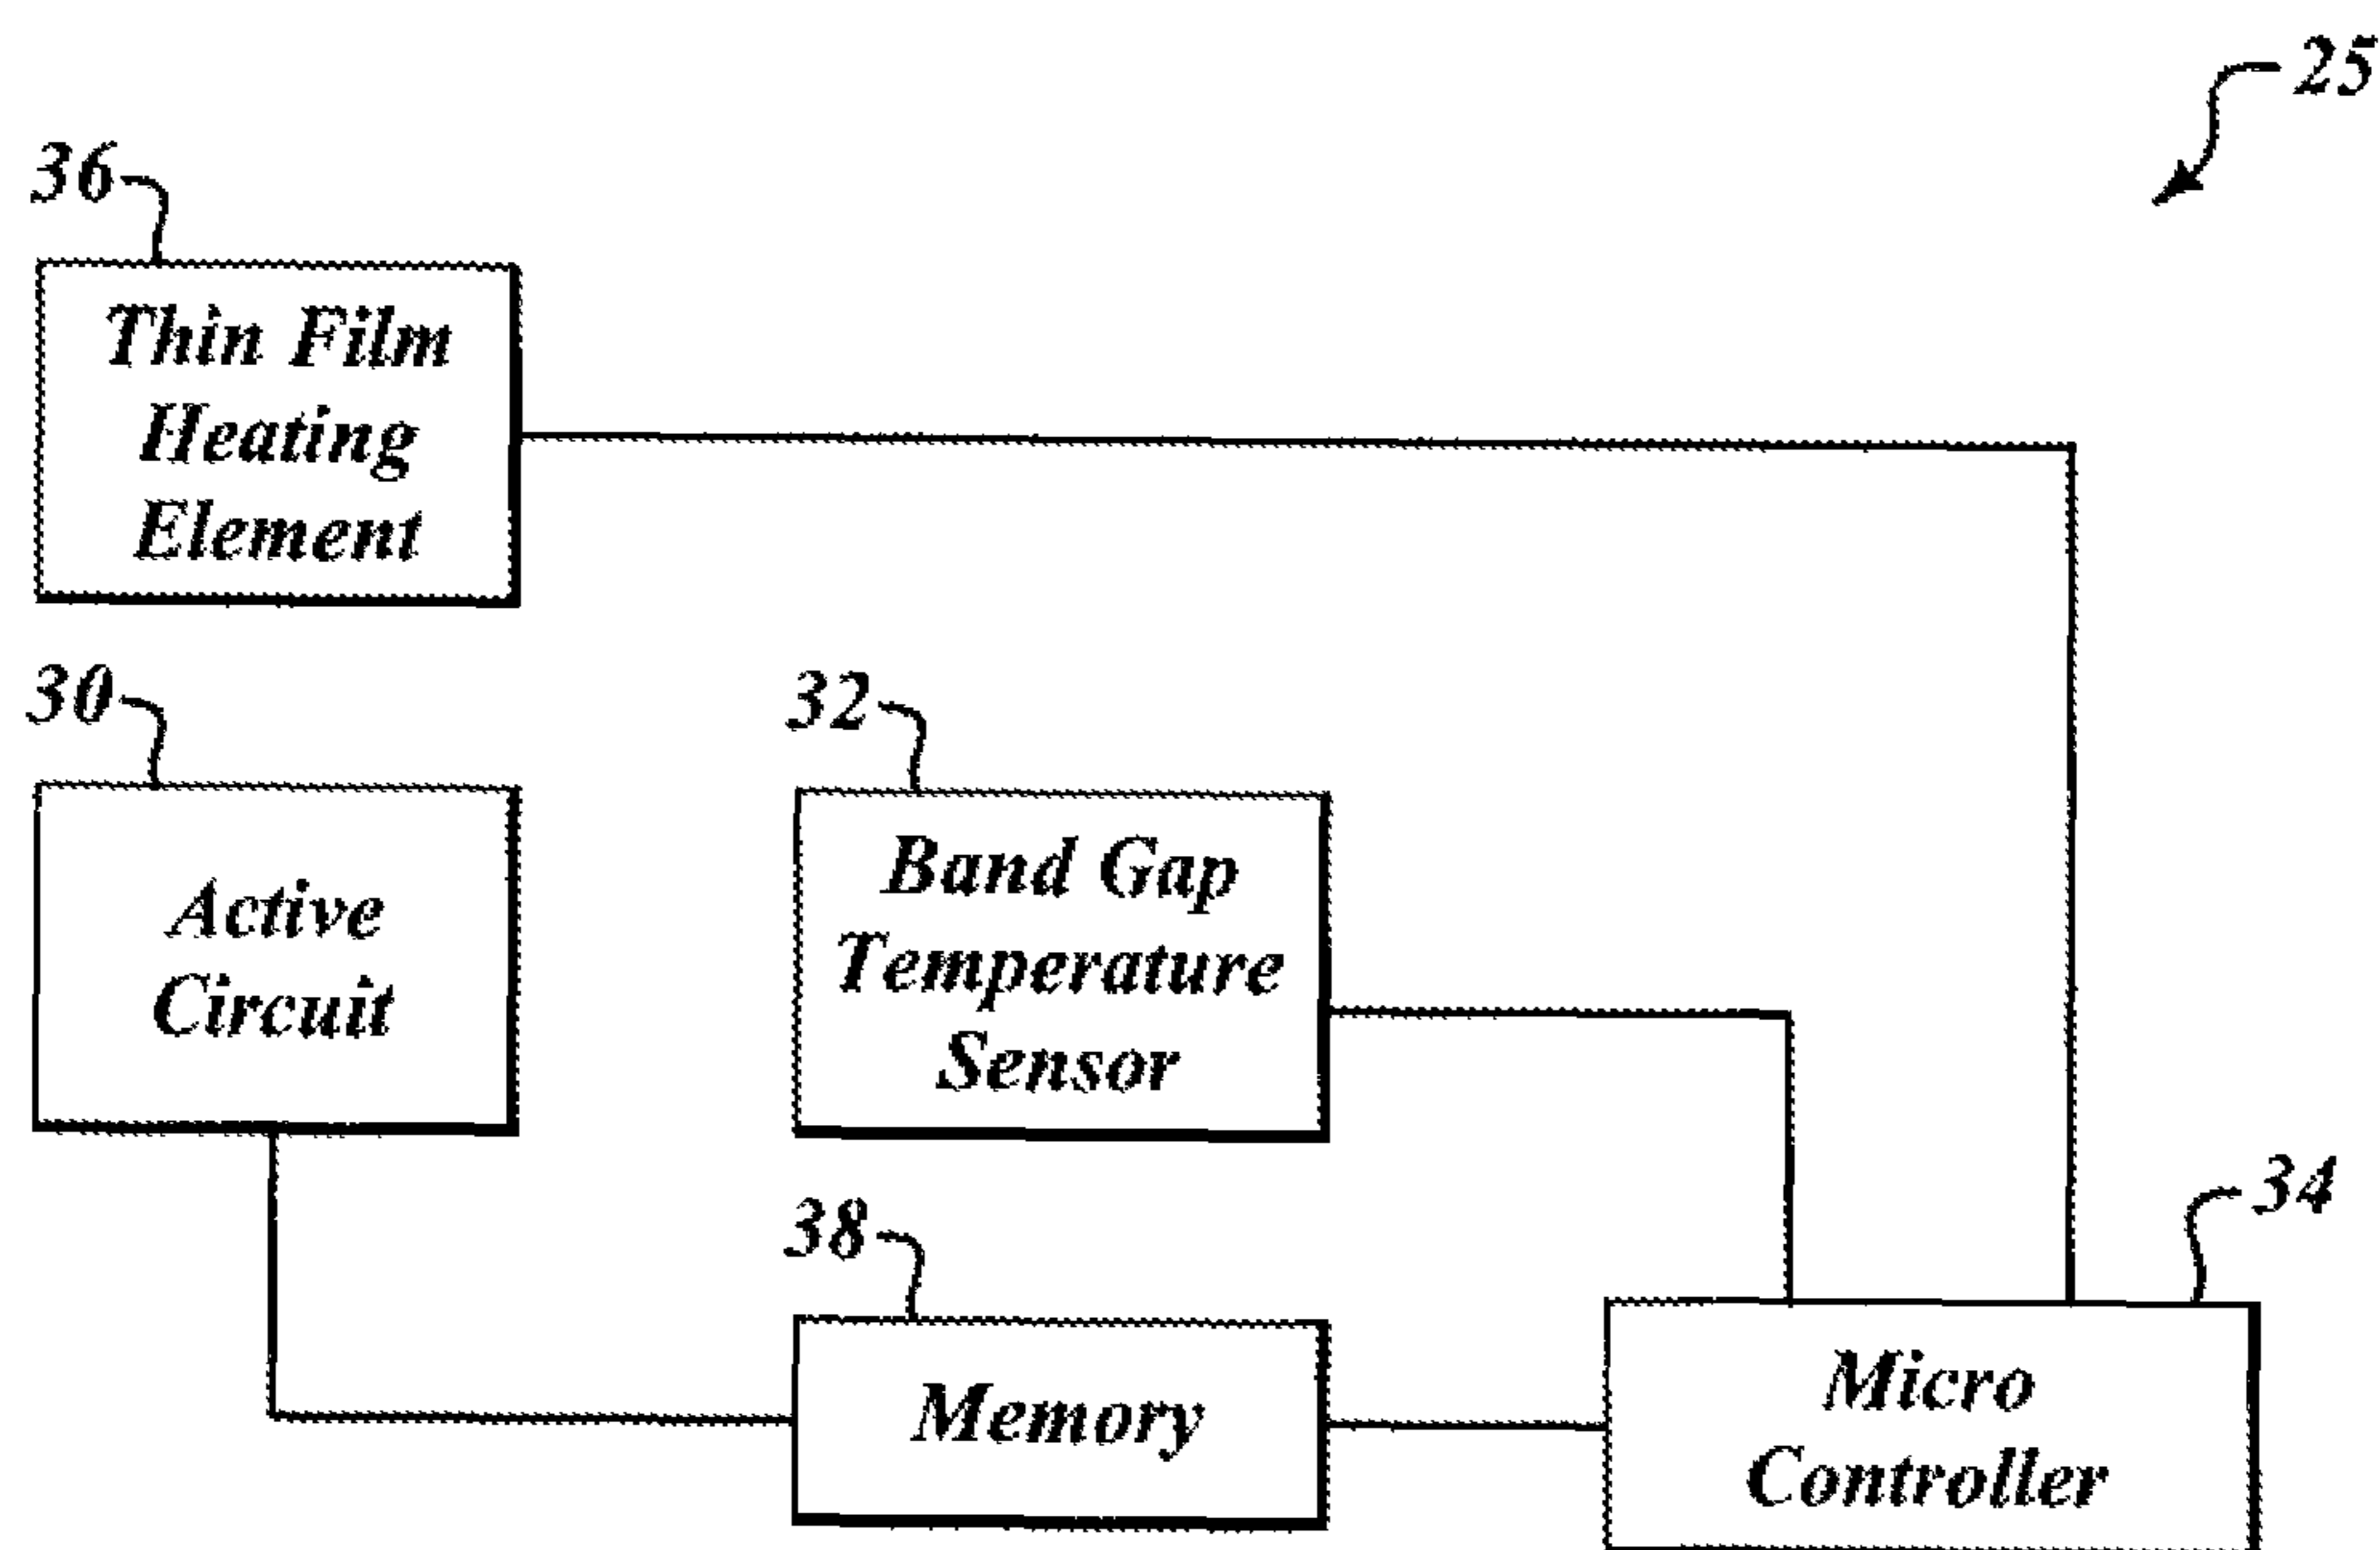 25
36
Thin Film
Heating
Element
30
Active
Circuit
32
Band Gap
Temperature
Sensor
38
Memory
34
Micro
Controller